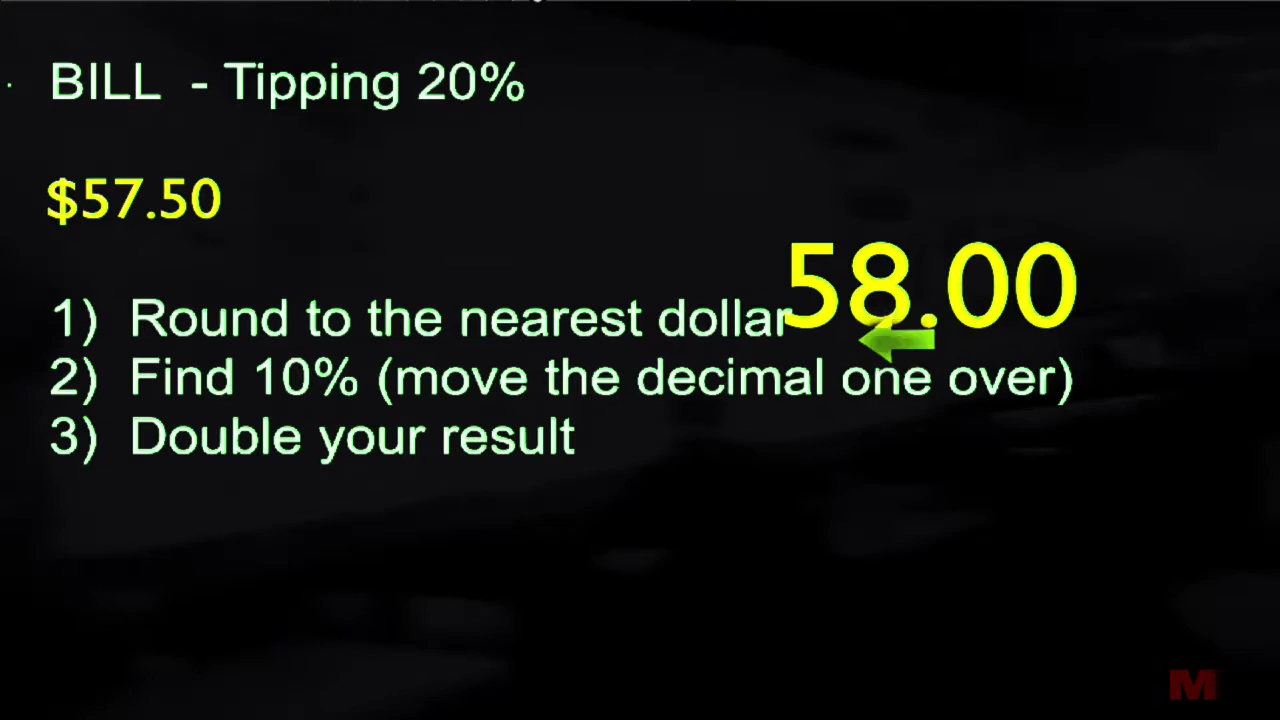 BILL - Tipping 20%
$57.50
58.00
1) Round to the nearest dollar
2) Find 10% (move the decimal one over)
3) Double your result
M